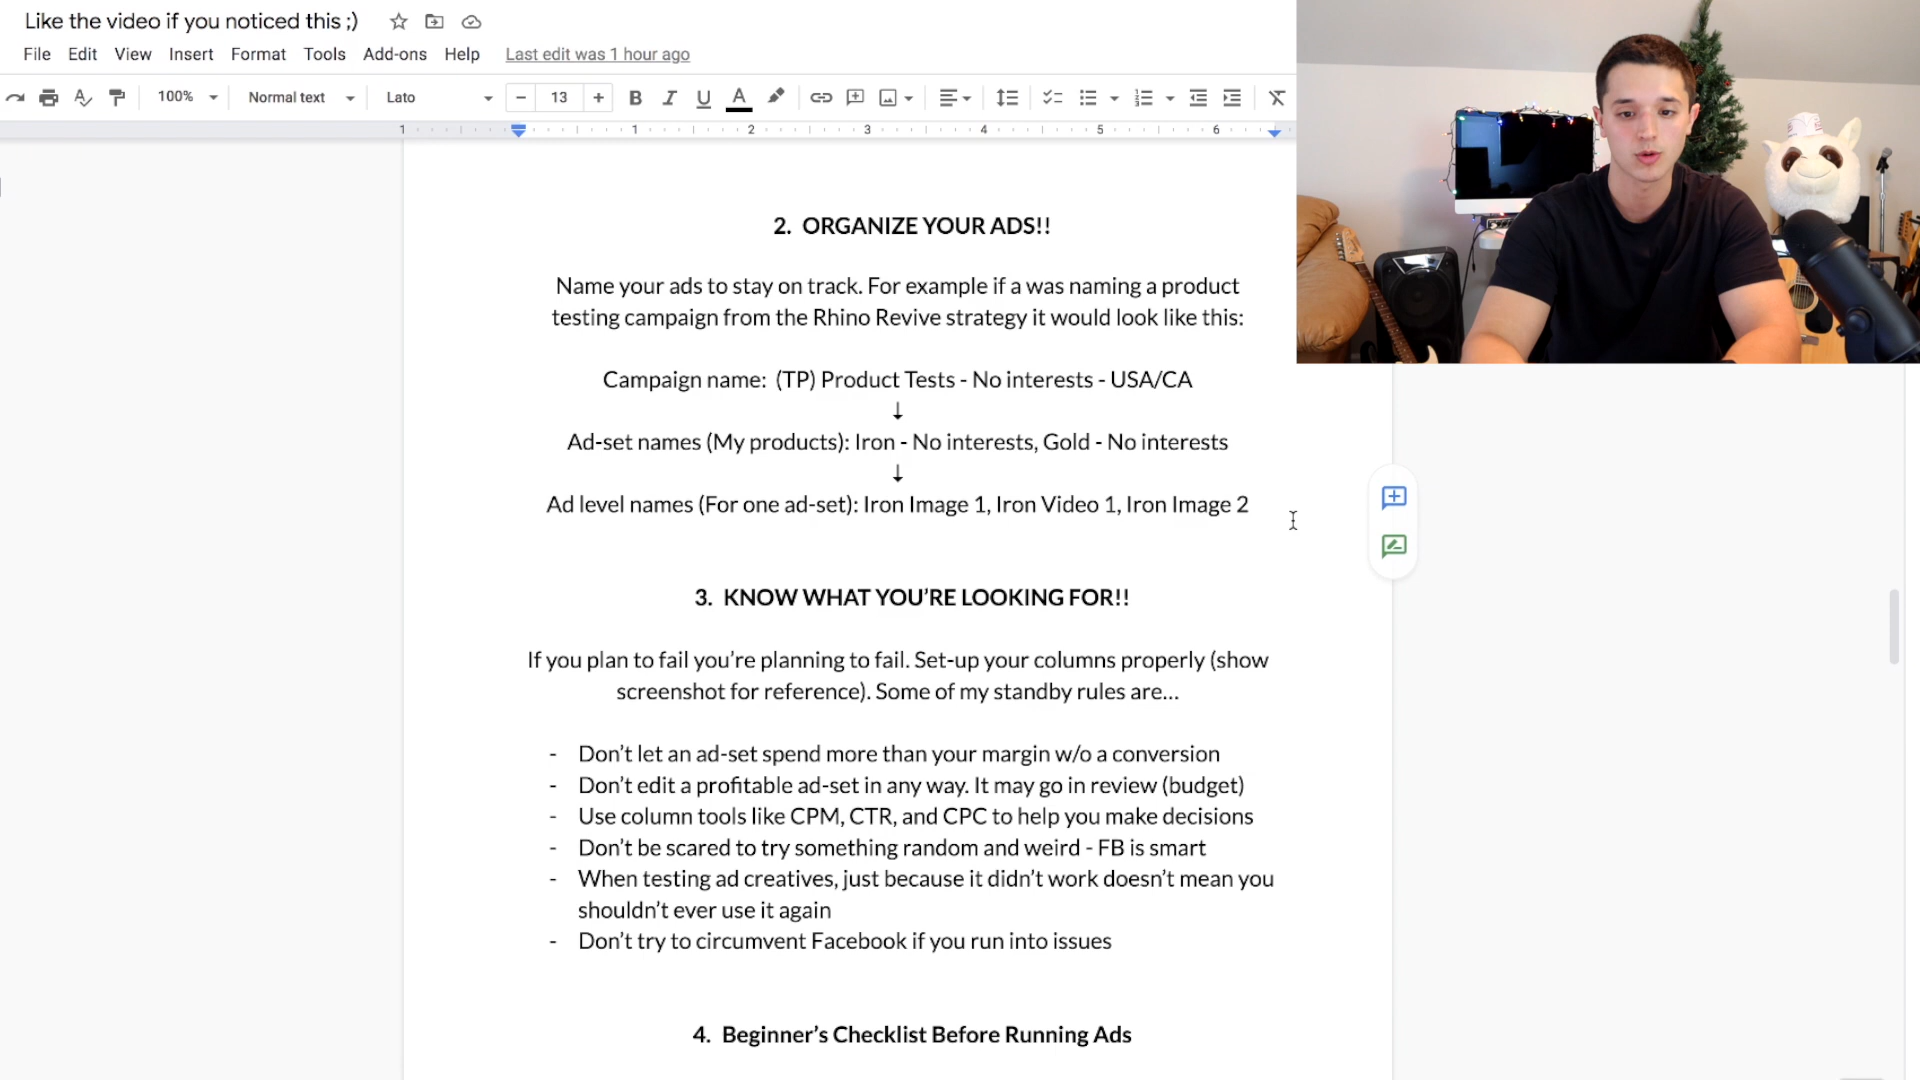 Like the video if you noticed this ;)
File Edit View Insert Format Tools Add-ons Help Last edit was 1 hour ago
100% Normal text Lato 13 B I U A
1 1 2 3 4 5 6
2. ORGANIZE YOUR ADS!!
Name your ads to stay on track. For example if a was naming a product
testing campaign from the Rhino Revive strategy it would look like this:
Campaign name: (TP) Product Tests - No interests - USA/CA
↓
Ad-set names (My products): Iron - No interests, Gold - No interests
↓
Ad level names (For one ad-set): Iron Image 1, Iron Video 1, Iron Image 2
3. KNOW WHAT YOU’RE LOOKING FOR!!
If you plan to fail you’re planning to fail. Set-up your columns properly (show
screenshot for reference). Some of my standby rules are...
- Don’t let an ad-set spend more than your margin w/o a conversion
- Don’t edit a profitable ad-set in any way. It may go in review (budget)
- Use column tools like CPM, CTR, and CPC to help you make decisions
- Don’t be scared to try something random and weird - FB is smart
- When testing ad creatives, just because it didn’t work doesn’t mean you
shouldn’t ever use it again
- Don’t try to circumvent Facebook if you run into issues
4. Beginner’s Checklist Before Running Ads